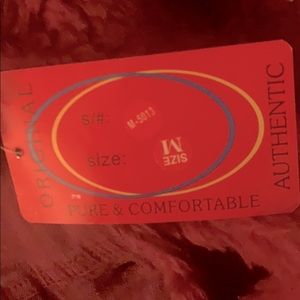 ORIGINAL
s/#: M-5013
size: SIZE M
PURE & COMFORTABLE
AUTHENTIC